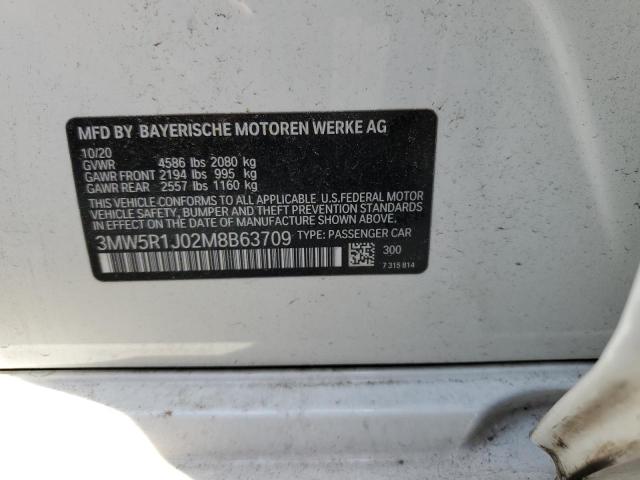 MFD BY BAYERISCHE MOTOREN WERKE AG
10/20
GVWR 4586 lbs 2080 kg
GAWR FRONT 2194 lbs 995 kg
GAWR REAR 2557 lbs 1160 kg
THIS VEHICLE CONFORMS TO ALL APPLICABLE U.S.FEDERAL MOTOR
VEHICLE SAFETY, BUMPER AND THEFT PREVENTION STANDARDS
IN EFFECT ON THE DATE OF MANUFACTURE SHOWN ABOVE.
3MW5R1J02M8B63709 TYPE: PASSENGER CAR
300
7 315 814